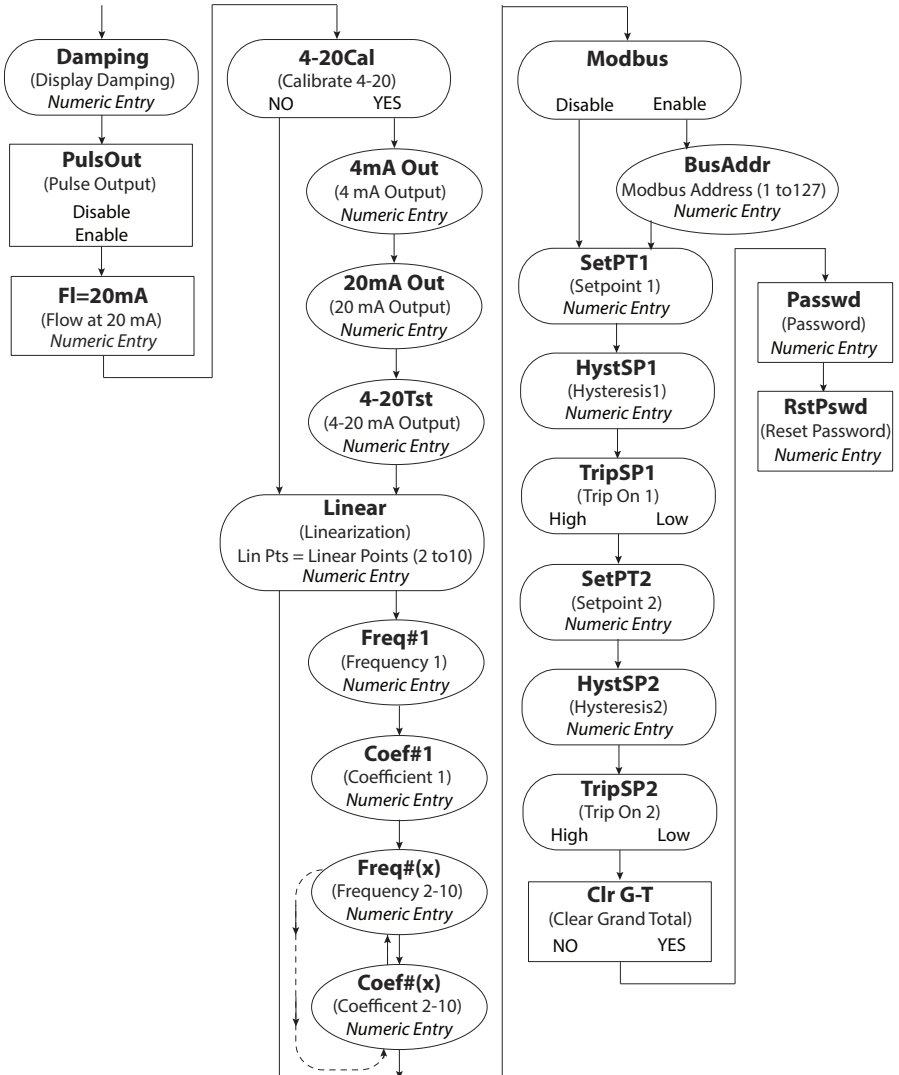 Damping
(Display Damping)
Numeric Entry
PulsOut
(Pulse Output)
Disable
Enable
Fl=20mA
(Flow at 20 mA)
Numeric Entry
4-20Cal
(Calibrate 4-20)
NO YES
4mA Out
(4 mA Output)
Numeric Entry
20mA Out
(20 mA Output)
Numeric Entry
4-20Tst
(4-20 mA Output)
Numeric Entry
Linear
(Linearization)
Lin Pts = Linear Points (2 to10)
Numeric Entry
Freq#1
(Frequency 1)
Numeric Entry
Coef#1
(Coefficient 1)
Numeric Entry
Freq#(x)
(Frequency 2-10)
Numeric Entry
Coef#(x)
(Coefficent 2-10)
Numeric Entry
Modbus
Disable Enable
BusAddr
Modbus Address (1 to127)
Numeric Entry
SetPT1
(Setpoint 1)
Numeric Entry
HystSP1
(Hysteresis1)
Numeric Entry
TripSP1
(Trip On 1)
High Low
SetPT2
(Setpoint 2)
Numeric Entry
HystSP2
(Hysteresis2)
Numeric Entry
TripSP2
(Trip On 2)
High Low
Clr G-T
(Clear Grand Total)
NO YES
Passwd
(Password)
Numeric Entry
RstPswd
(Reset Password)
Numeric Entry